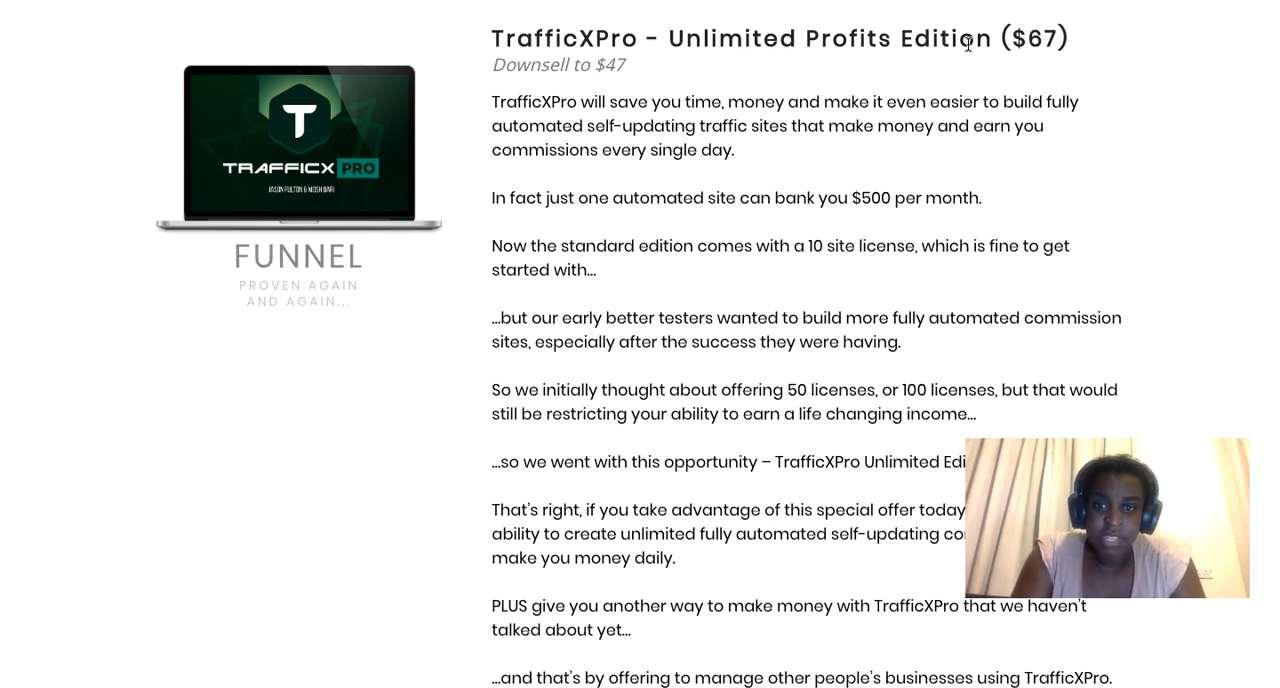 TrafficXPro - Unlimited Profits Edition ($67)
Downsell to $47
TRAFFICX PRO
JASON FULTON & MOSH BARI
FUNNEL
PROVEN AGAIN
AND AGAIN...
TrafficXPro will save you time, money and make it even easier to build fully
automated self-updating traffic sites that make money and earn you
commissions every single day.
In fact just one automated site can bank you $500 per month.
Now the standard edition comes with a 10 site license, which is fine to get
started with...
...but our early better testers wanted to build more fully automated commission
sites, especially after the success they were having.
So we initially thought about offering 50 licenses, or 100 licenses, but that would
still be restricting your ability to earn a life changing income...
...so we went with this opportunity – TrafficXPro Unlimited
That's right, if you take advantage of this special offer today
ability to create unlimited fully automated self-updating
make you money daily.
PLUS give you another way to make money with TrafficXPro that we haven't
talked about yet...
...and that's by offering to manage other people's businesses using TrafficXPro.